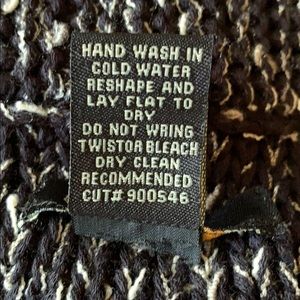 HAND WASH IN
COLD WATER
RESHAPE AND
LAY FLAT TO
DRY
DO NOT WRING
TWISTOR BLEACH
DRY CLEAN
RECOMMENDED
CUT# 900546